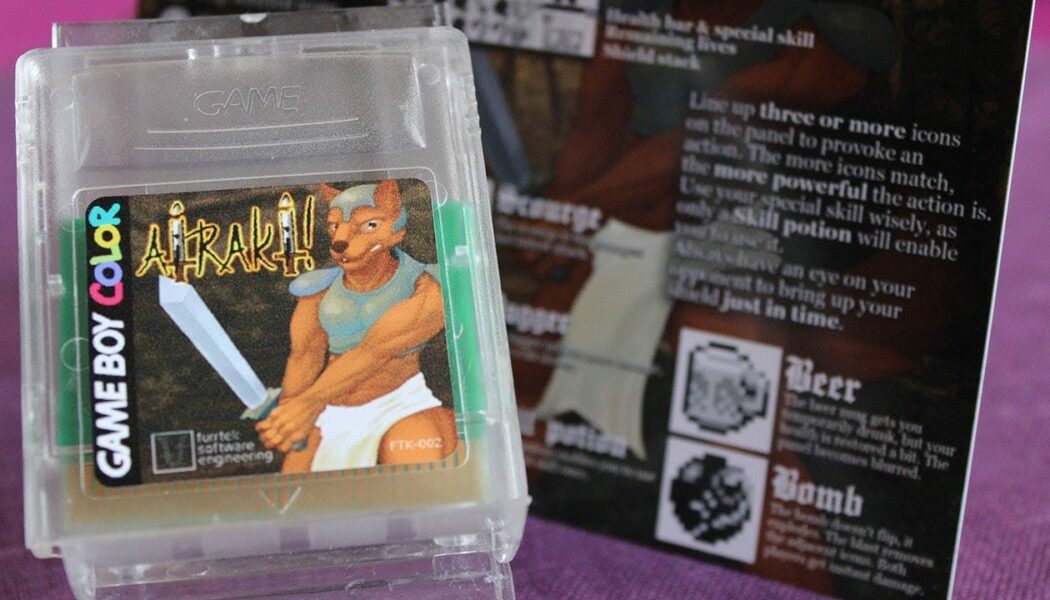 GAME
GAME BOY COLOR
ATRAKT!
furrtek
software
engineering
FTK-002
Health bar & special skill
Remaining lives
Shield stack
Line up three or more icons
on the panel to provoke an
action. The more icons match,
the more powerful the action is.
Use your special skill wisely, as
only a Skill potion will enable
you to use it.
Always have an eye on your
opponent to bring up your
shield just in time.
Scourge
potion
Beer
The beer mug gets you
temporarily drunk, but your
health is restored a bit. The
panel becomes blurred.
Bomb
The bomb doesn't flip, it
explodes. The blast removes
the adjacent icons. Both
players get instant damage.